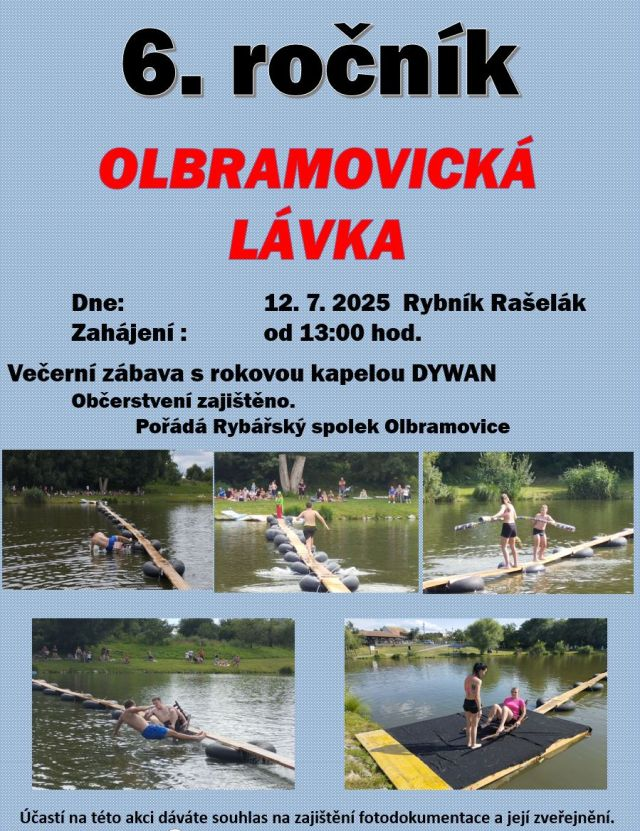 6. ročník
OLBRAMOVICKÁ
LÁVKA
Dne: 12. 7. 2025 Rybník Rašelák
Zahájení : od 13:00 hod.
Večerní zábava s rokovou kapelou DYWAN
Občerstvení zajištěno.
Pořádá Rybářský spolek Olbramovice
Účastí na této akci dáváte souhlas na zajištění fotodokumentace a její zveřejnění.